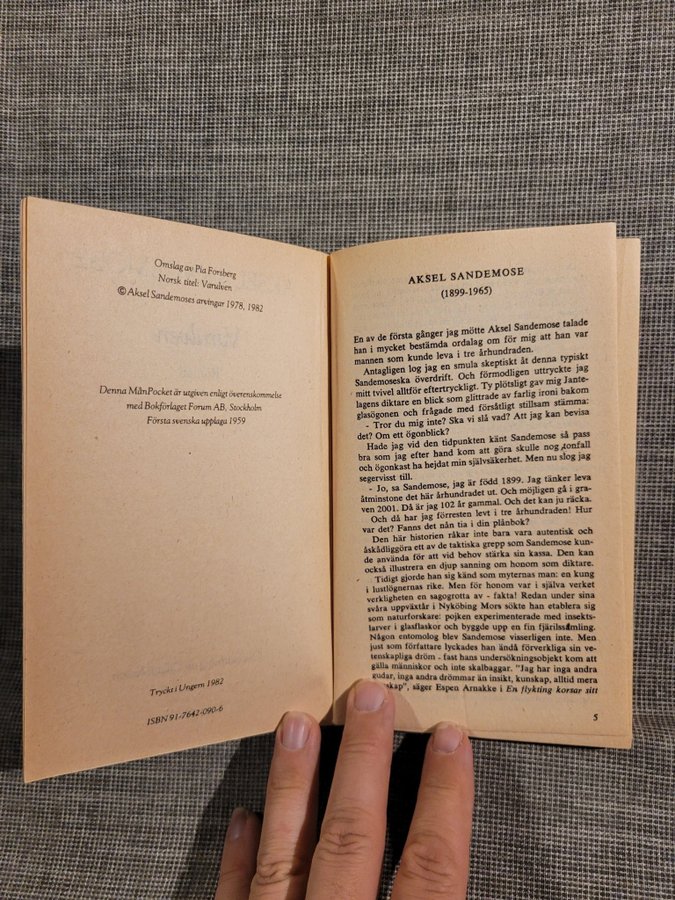 Omslag av Pia Forsberg
Norsk titel: Varulven
© Aksel Sandemoses arvingar 1978, 1982
Denna MånPocket är utgiven enligt överenskommelse
med Bokförlaget Forum AB, Stockholm
Första svenska upplaga 1959
Tryckt i Ungern 1982
ISBN 91-7642-090-6
AKSEL SANDEMOSE
(1899-1965)
En av de första gånger jag mötte Aksel Sandemose talade
han i mycket bestämda ordalag om för mig att han var
mannen som kunde leva i tre århundraden.
Antagligen log jag en smula skeptiskt åt denna typiskt
Sandemoseska överdrift. Och förmodligen uttryckte jag
mitt tvivel alltför eftertryckligt. Ty plötsligt gav mig Jante-
lagens diktare en blick som glittrade av farlig ironi bakom
glasögonen och frågade med försåtligt stillsam stämma:
- Tror du mig inte? Ska vi slå vad? Att jag kan bevisa
det? Om ett ögonblick?
Hade jag vid den tidpunkten känt Sandemose så pass
bra som jag efter hand kom att göra skulle nog tonfall
och ögonkast ha hejdat min självsäkerhet. Men nu slog jag
segervisst till.
- Jo, sa Sandemose, jag är född 1899. Jag tänker leva
åtminstone det här århundradet ut. Och möjligen gå i gra-
ven 2001. Då är jag 102 år gammal. Och det kan ju räcka.
Och då har jag förresten levt i tre århundraden! Hur
var det? Fanns det nån tia i din plånbok?
Den här historien råkar inte bara vara autentisk och
åskådliggöra ett av de taktiska grepp som Sandemose kun-
de använda för att vid behov stärka sin kassa. Den kan
också illustrera en djup sanning om honom som diktare.
Tidigt gjorde han sig känd som myternas man: en kung
i lustlögnernas rike. Men för honom var i själva verket
verkligheten en sagogrotta av - fakta! Redan under sina
svåra uppväxtår i Nyköbing Mors sökte han etablera sig
som naturforskare: pojken experimenterade med insekts-
larver i glasflaskor och byggde upp en fin fjärilssamling.
Någon entomolog blev Sandemose visserligen inte. Men
just som författare lyckades han ändå förverkliga sin ve-
tenskapliga dröm - fast hans undersökningsobjekt kom att
gälla människor och inte skalbaggar. "Jag har inga andra
gudar, inga andra drömmar än insikt, kunskap, alltid mera
", säger Espen Arnakke i En flykting korsar sitt
5